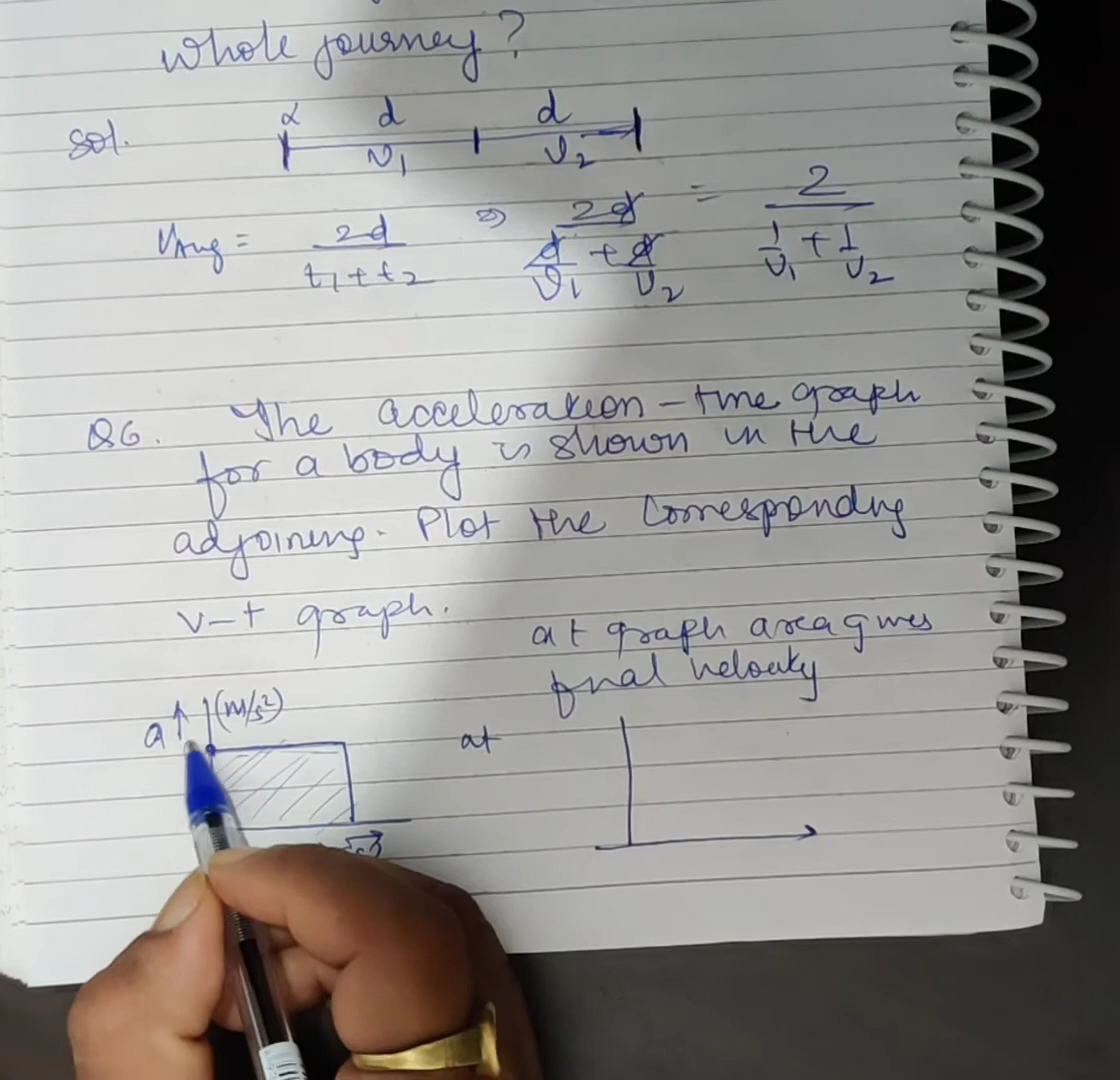 whole journey?
sol. α d d
v₁ v₂
vAvg = 2d / t₁+t₂ ⇒ 2d / d/v₁ + d/v₂ = 2 / 1/v₁ + 1/v₂
Q6. The acceleration-time graph
for a body is shown in the
adjoining. Plot the Corresponding
v-t graph.
at graph area gives
final velocity
a↑ (m/s²)
at